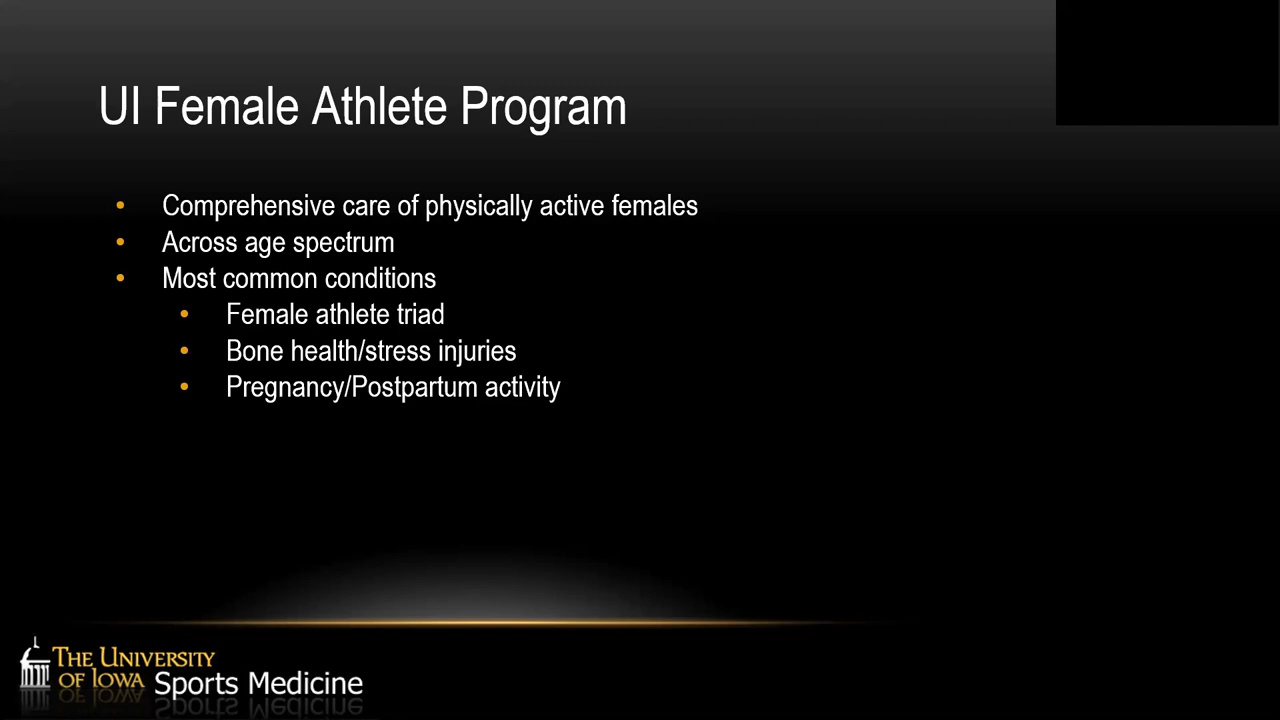 UI Female Athlete Program
• Comprehensive care of physically active females
• Across age spectrum
• Most common conditions
• Female athlete triad
• Bone health/stress injuries
• Pregnancy/Postpartum activity
THE UNIVERSITY
OF IOWA Sports Medicine